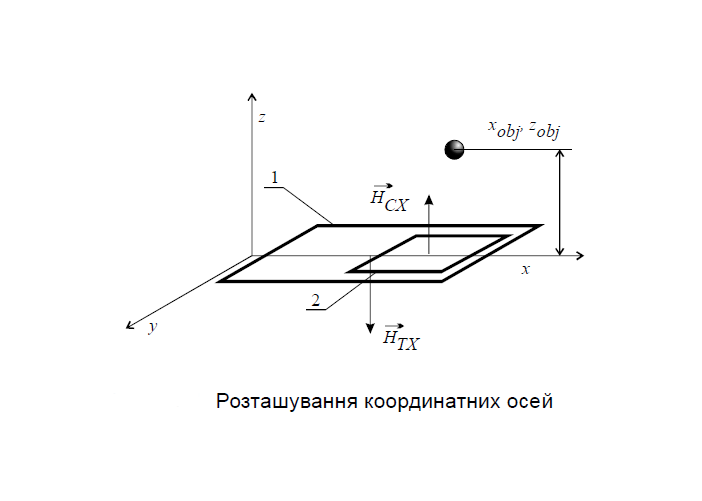 z
x_obj, z_obj
1
H_CX
x
2
y
H_TX
Розташування координатних осей